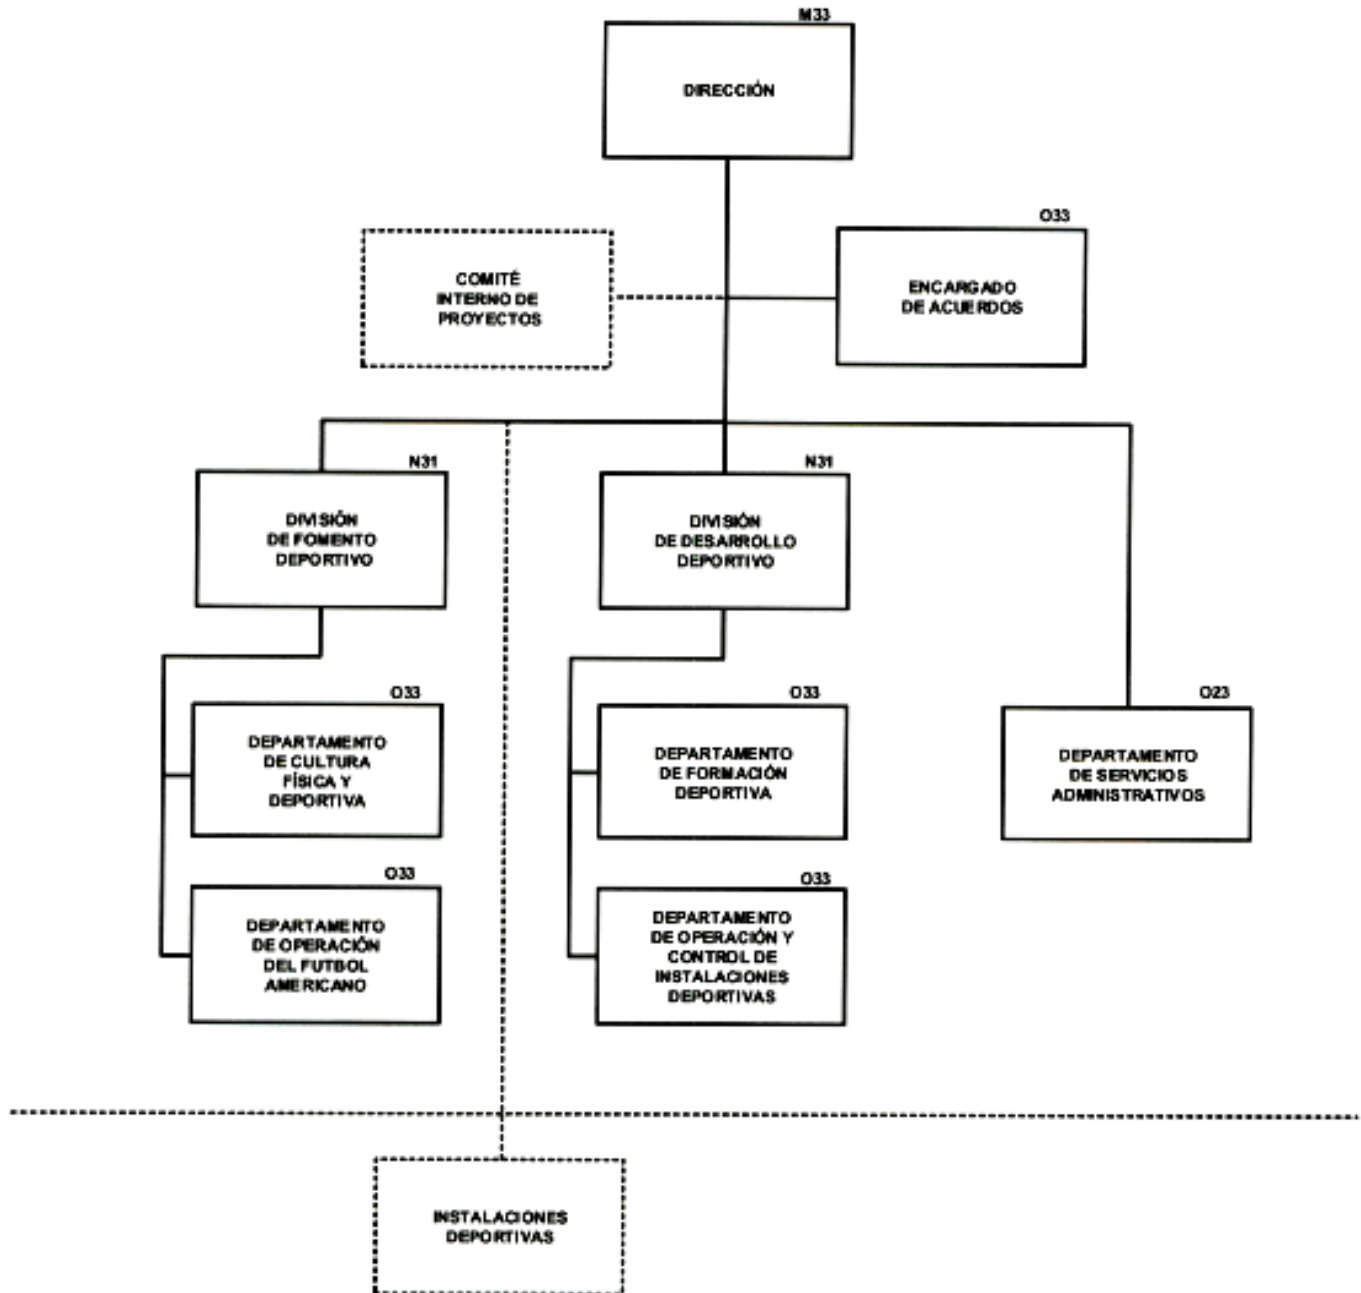 M33
DIRECCIÓN
COMITÉ
INTERNO DE
PROYECTOS
O33
ENCARGADO
DE ACUERDOS
N31
DIVISIÓN
DE FOMENTO
DEPORTIVO
N31
DIVISIÓN
DE DESARROLLO
DEPORTIVO
O33
DEPARTAMENTO
DE CULTURA
FÍSICA Y
DEPORTIVA
O33
DEPARTAMENTO
DE FORMACIÓN
DEPORTIVA
O23
DEPARTAMENTO
DE SERVICIOS
ADMINISTRATIVOS
O33
DEPARTAMENTO
DE OPERACIÓN
DEL FUTBOL
AMERICANO
O33
DEPARTAMENTO
DE OPERACIÓN Y
CONTROL DE
INSTALACIONES
DEPORTIVAS
INSTALACIONES
DEPORTIVAS